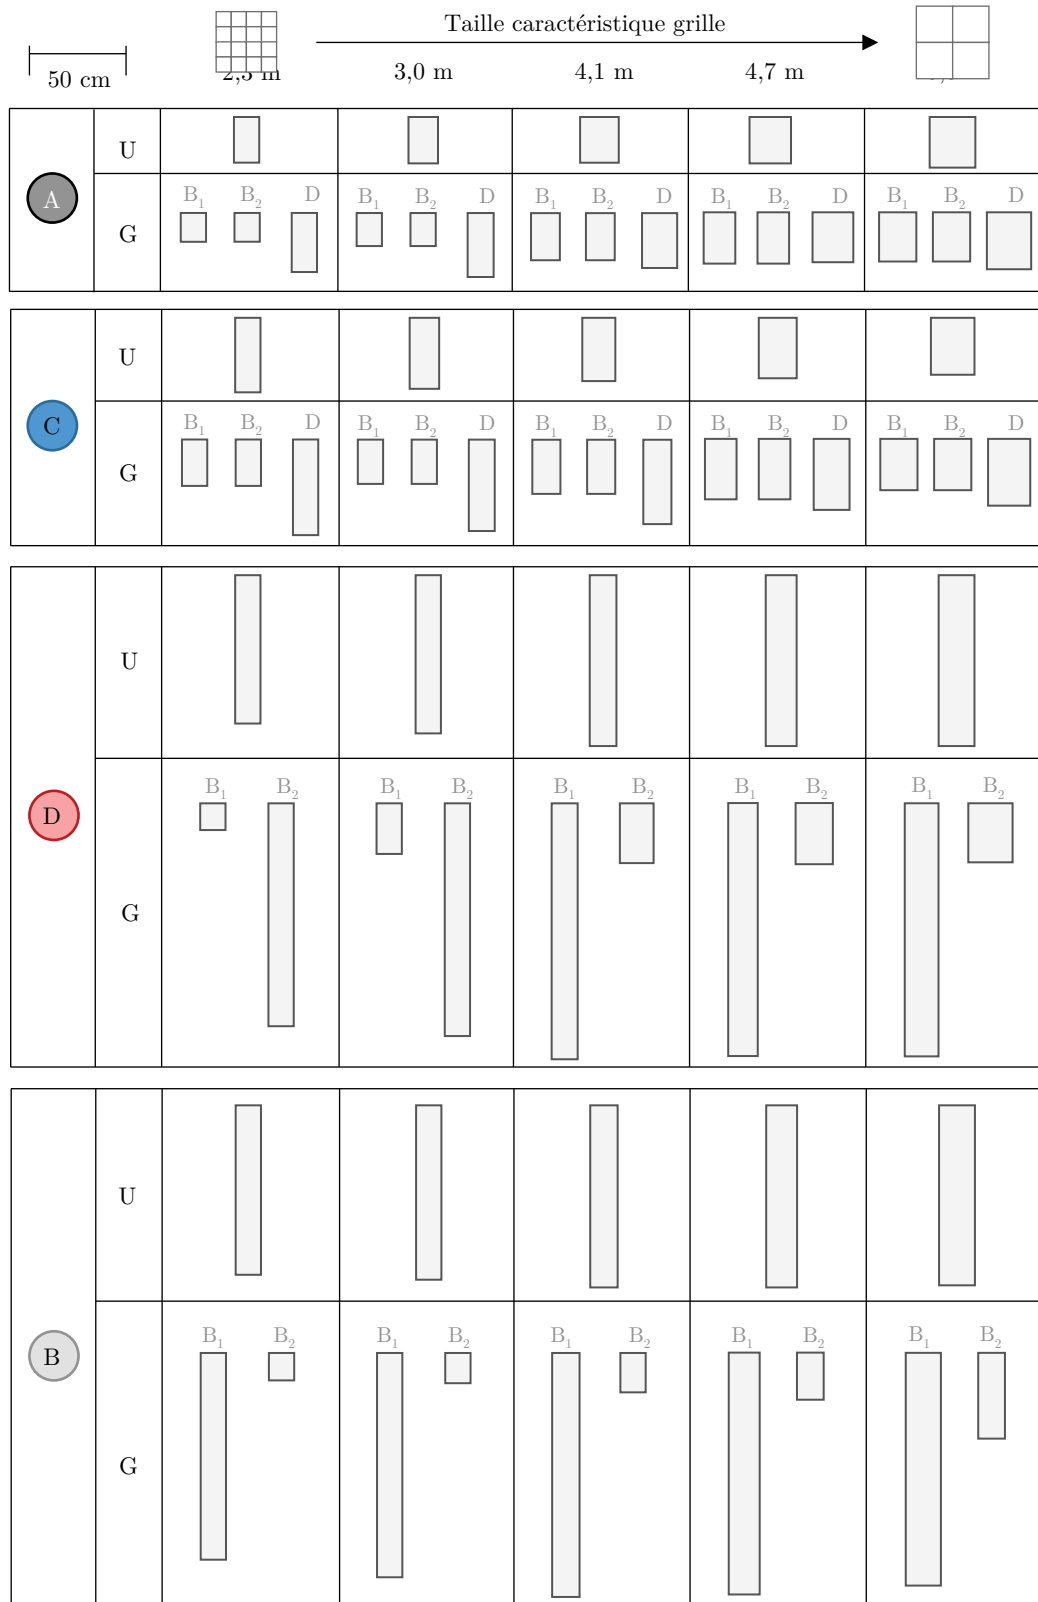 Taille caractéristique grille
50 cm 3,0 m 4,1 m 4,7 m
U
A
B₁ B₂ D B₁ B₂ D B₁ B₂ D B₁ B₂ D B₁ B₂ D
G
U
C
B₁ B₂ D B₁ B₂ D B₁ B₂ D B₁ B₂ D B₁ B₂ D
G
U
B₁ B₂ B₁ B₂ B₁ B₂ B₁ B₂ B₁ B₂
D
G
U
B₁ B₂ B₁ B₂ B₁ B₂ B₁ B₂ B₁ B₂
B
G